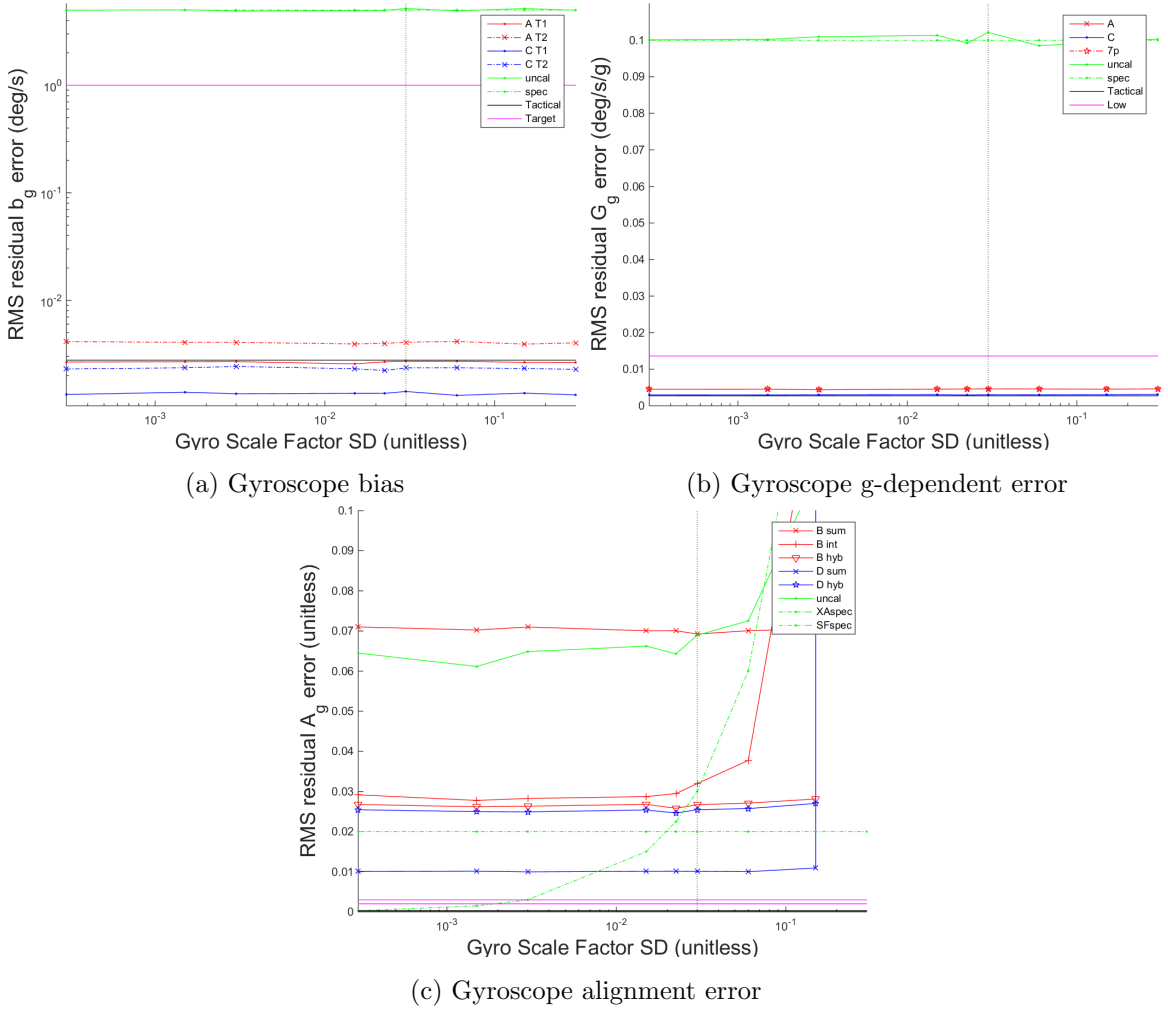 A T1
A T2
C T1
C T2
uncal
spec
Tactical
Target
10^0
10^-1
10^-2
RMS residual b_g error (deg/s)
10^-3 10^-2 10^-1
Gyro Scale Factor SD (unitless)
(a) Gyroscope bias
A
C
7p
uncal
spec
Tactical
Low
0.1
0.09
0.08
0.07
0.06
0.05
0.04
0.03
0.02
0.01
0
RMS residual G_g error (deg/s/g)
10^-3 10^-2 10^-1
Gyro Scale Factor SD (unitless)
(b) Gyroscope g-dependent error
B sum
B int
B hyb
D sum
D hyb
uncal
XAspec
SFspec
0.1
0.09
0.08
0.07
0.06
0.05
0.04
0.03
0.02
0.01
0
RMS residual A_g error (unitless)
10^-3 10^-2 10^-1
Gyro Scale Factor SD (unitless)
(c) Gyroscope alignment error